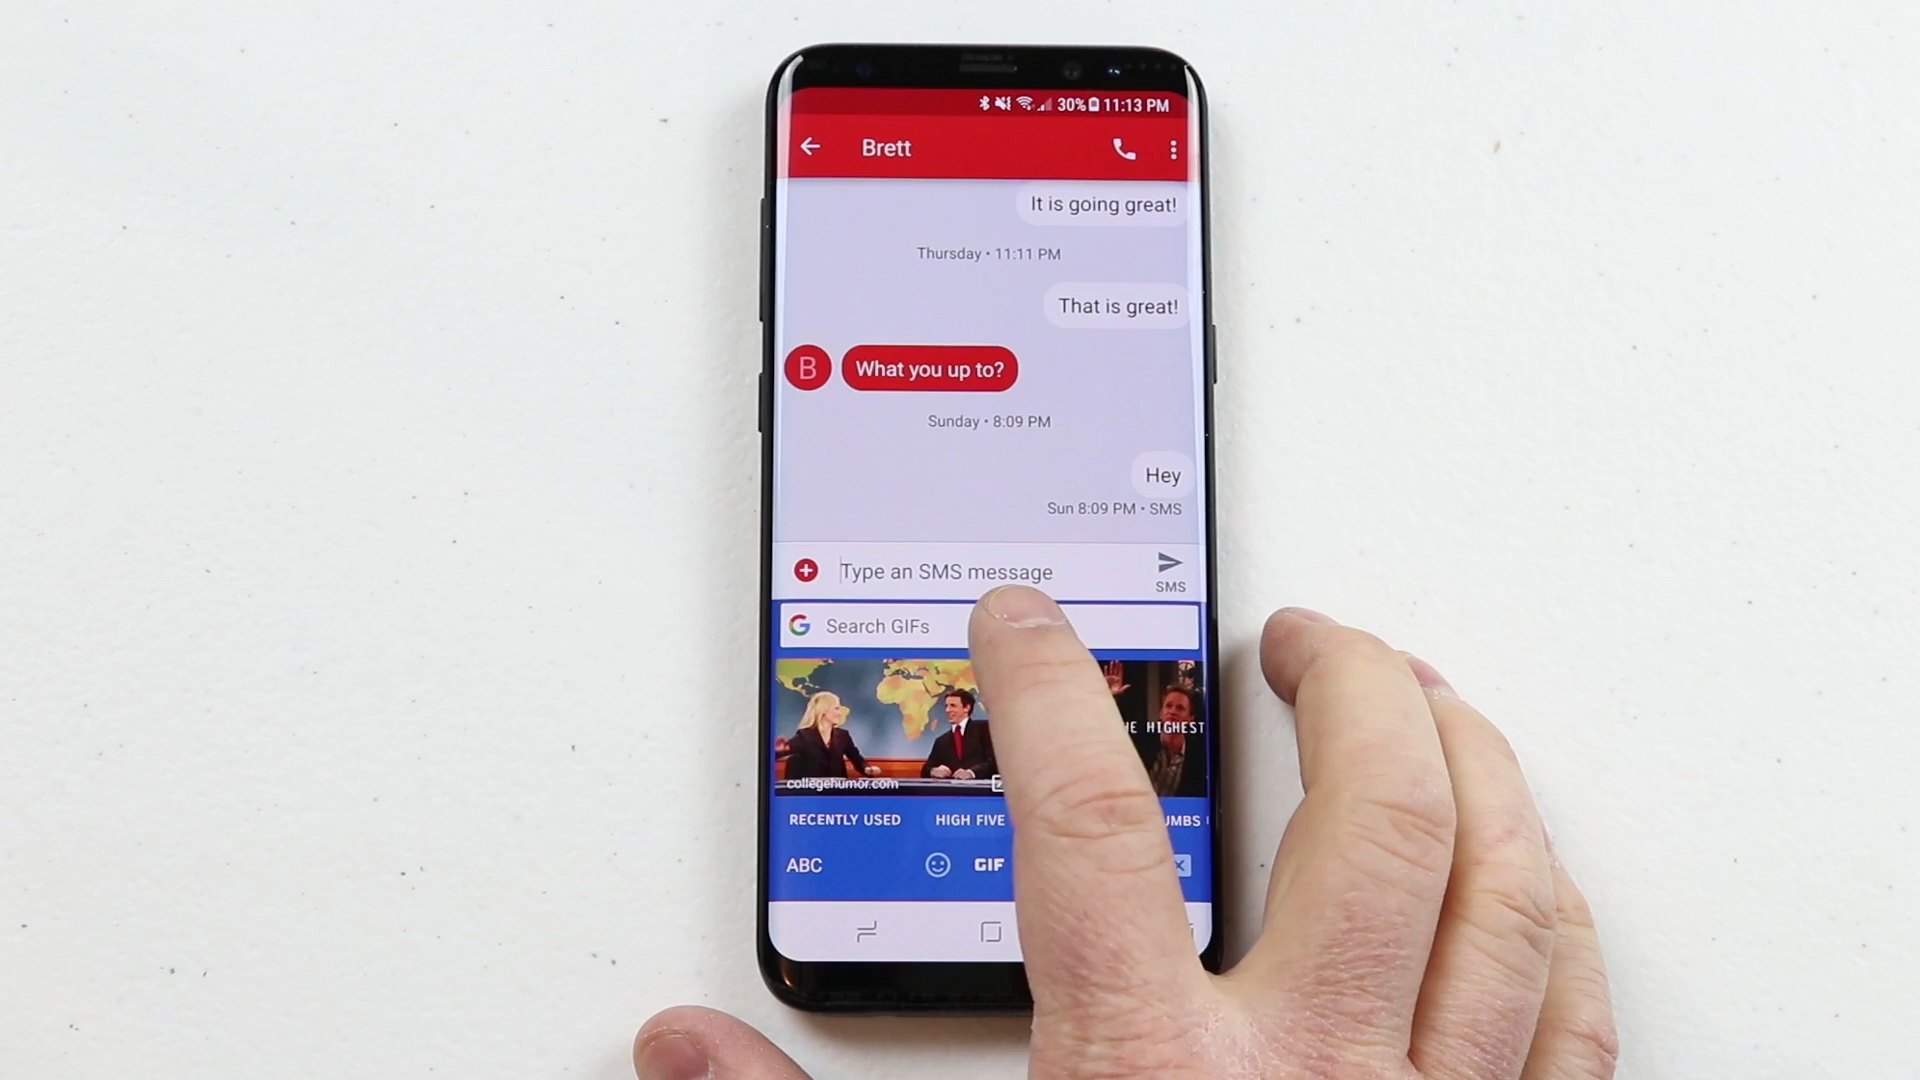 30% 11:13 PM
Brett
It is going great!
Thursday • 11:11 PM
That is great!
B What you up to?
Sunday • 8:09 PM
Hey
Sun 8:09 PM • SMS
Type an SMS message
SMS
G Search GIFs
HE HIGHEST
collegehumor.com
RECENTLY USED HIGH FIVE UMBS
ABC GIF